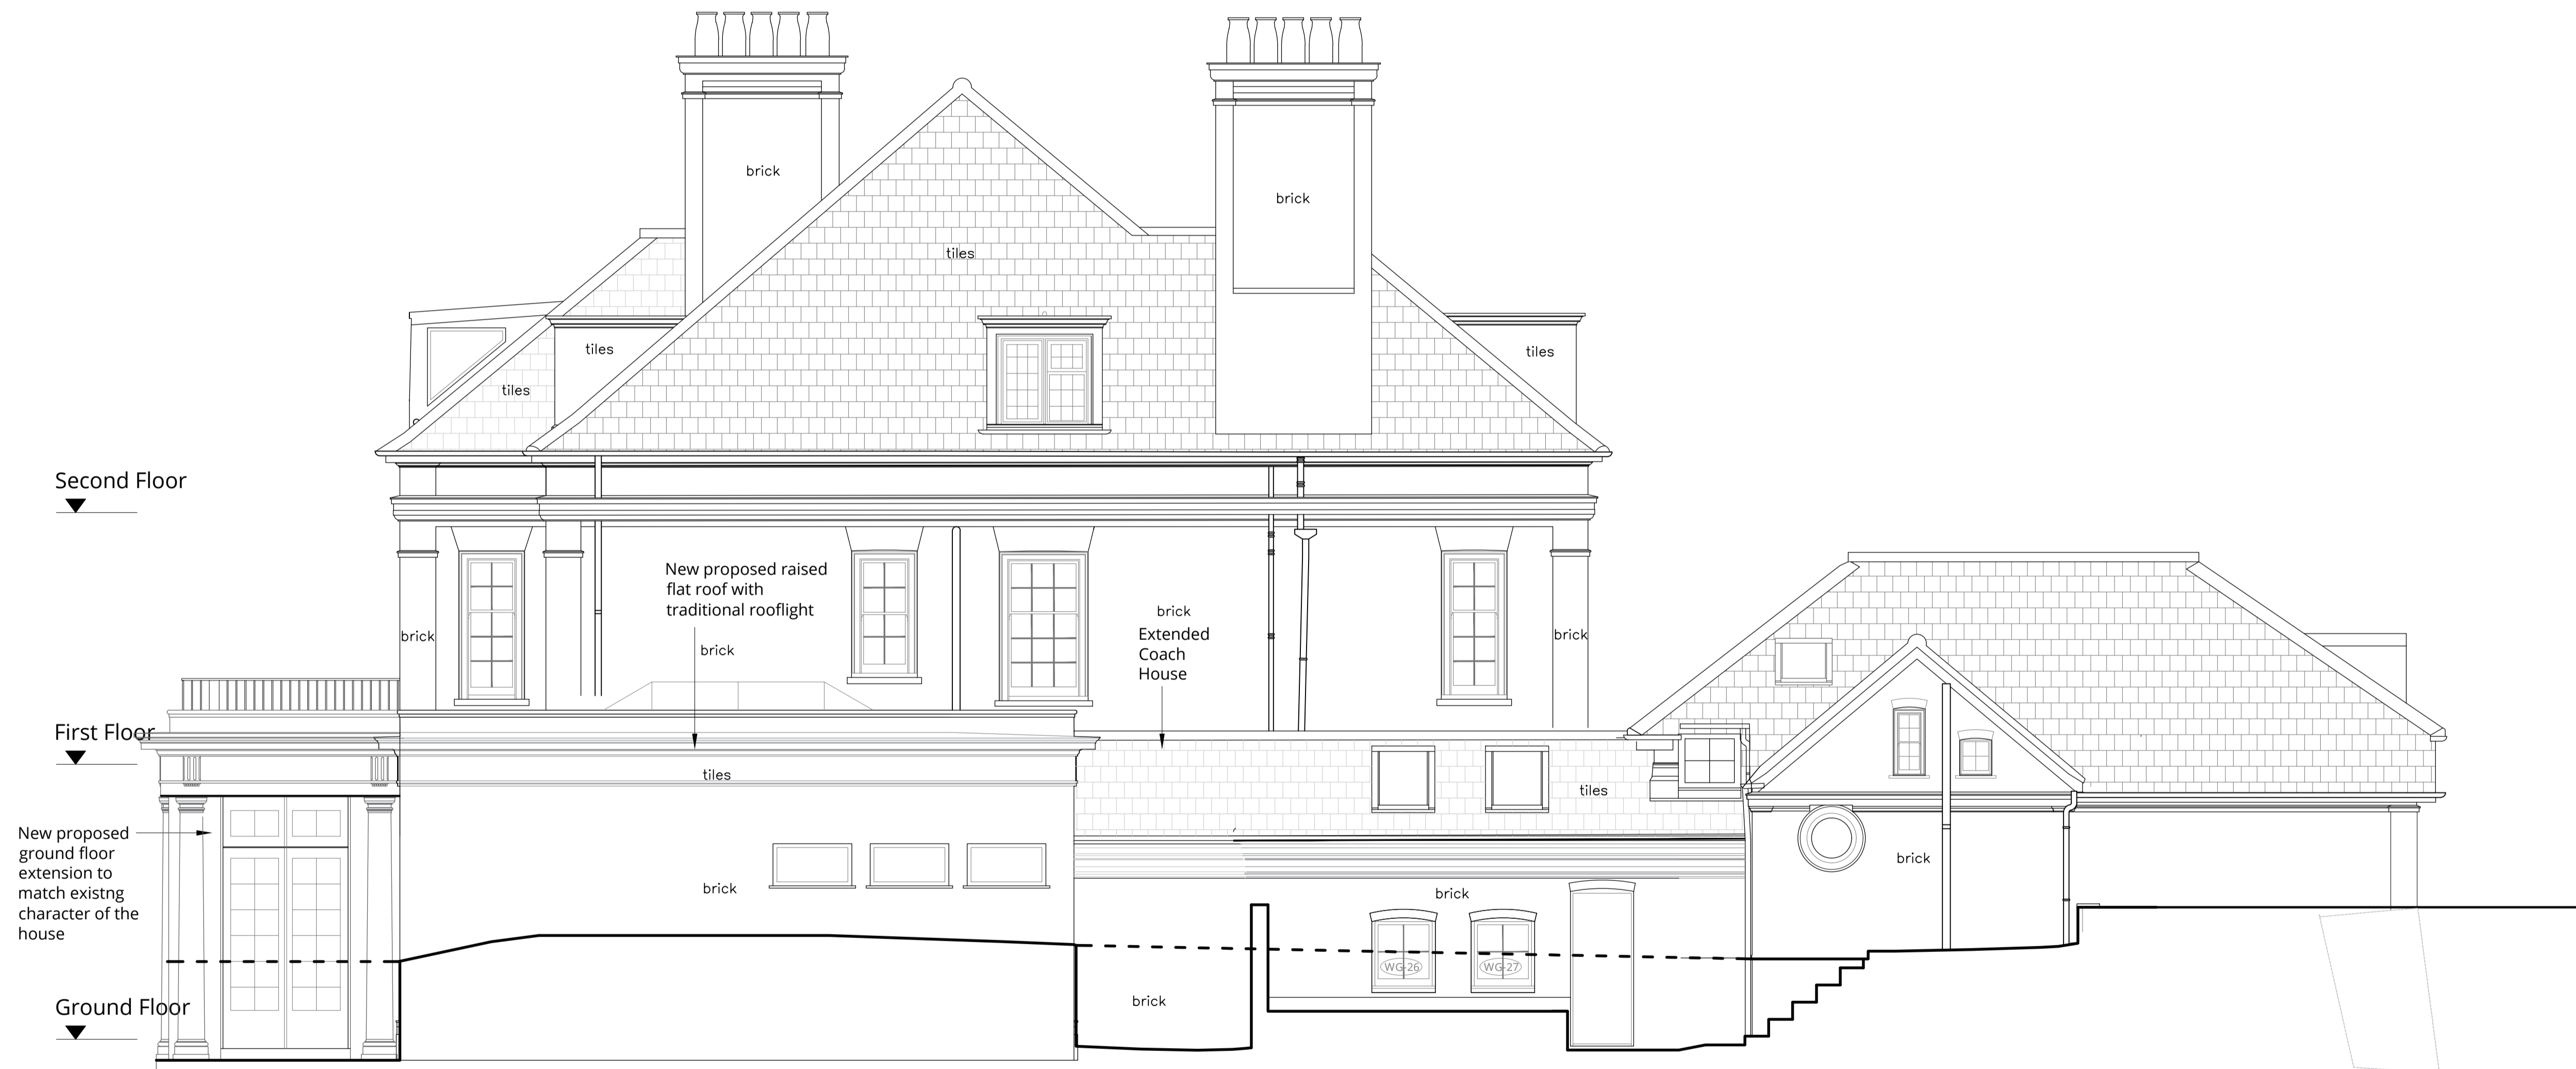 brick
brick
tiles
tiles
tiles
tiles
Second Floor
New proposed raised
flat roof with
traditional rooflight
brick
brick
Extended
Coach
House
brick
brick
First Floor
tiles
tiles
New proposed
ground floor
extension to
match existng
character of the
house
brick
brick
brick
WG-26
WG-27
Ground Floor
brick